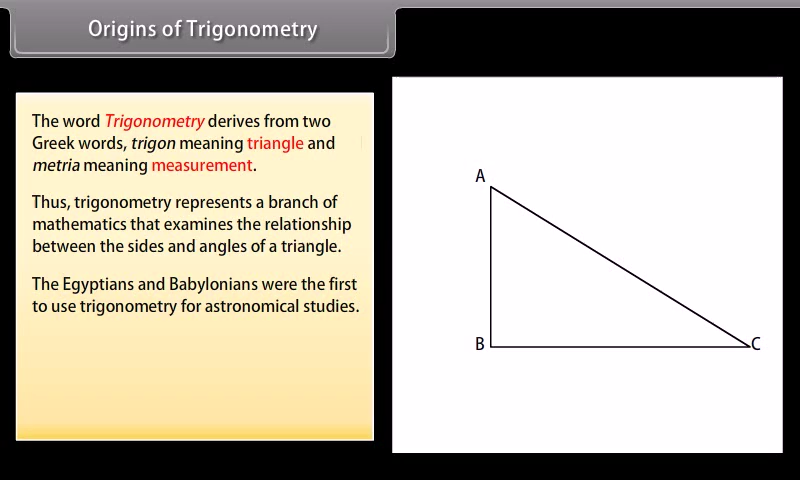 Origins of Trigonometry
The word Trigonometry derives from two
Greek words, trigon meaning triangle and
metria meaning measurement.
Thus, trigonometry represents a branch of
mathematics that examines the relationship
between the sides and angles of a triangle.
The Egyptians and Babylonians were the first
to use trigonometry for astronomical studies.
A
B
C